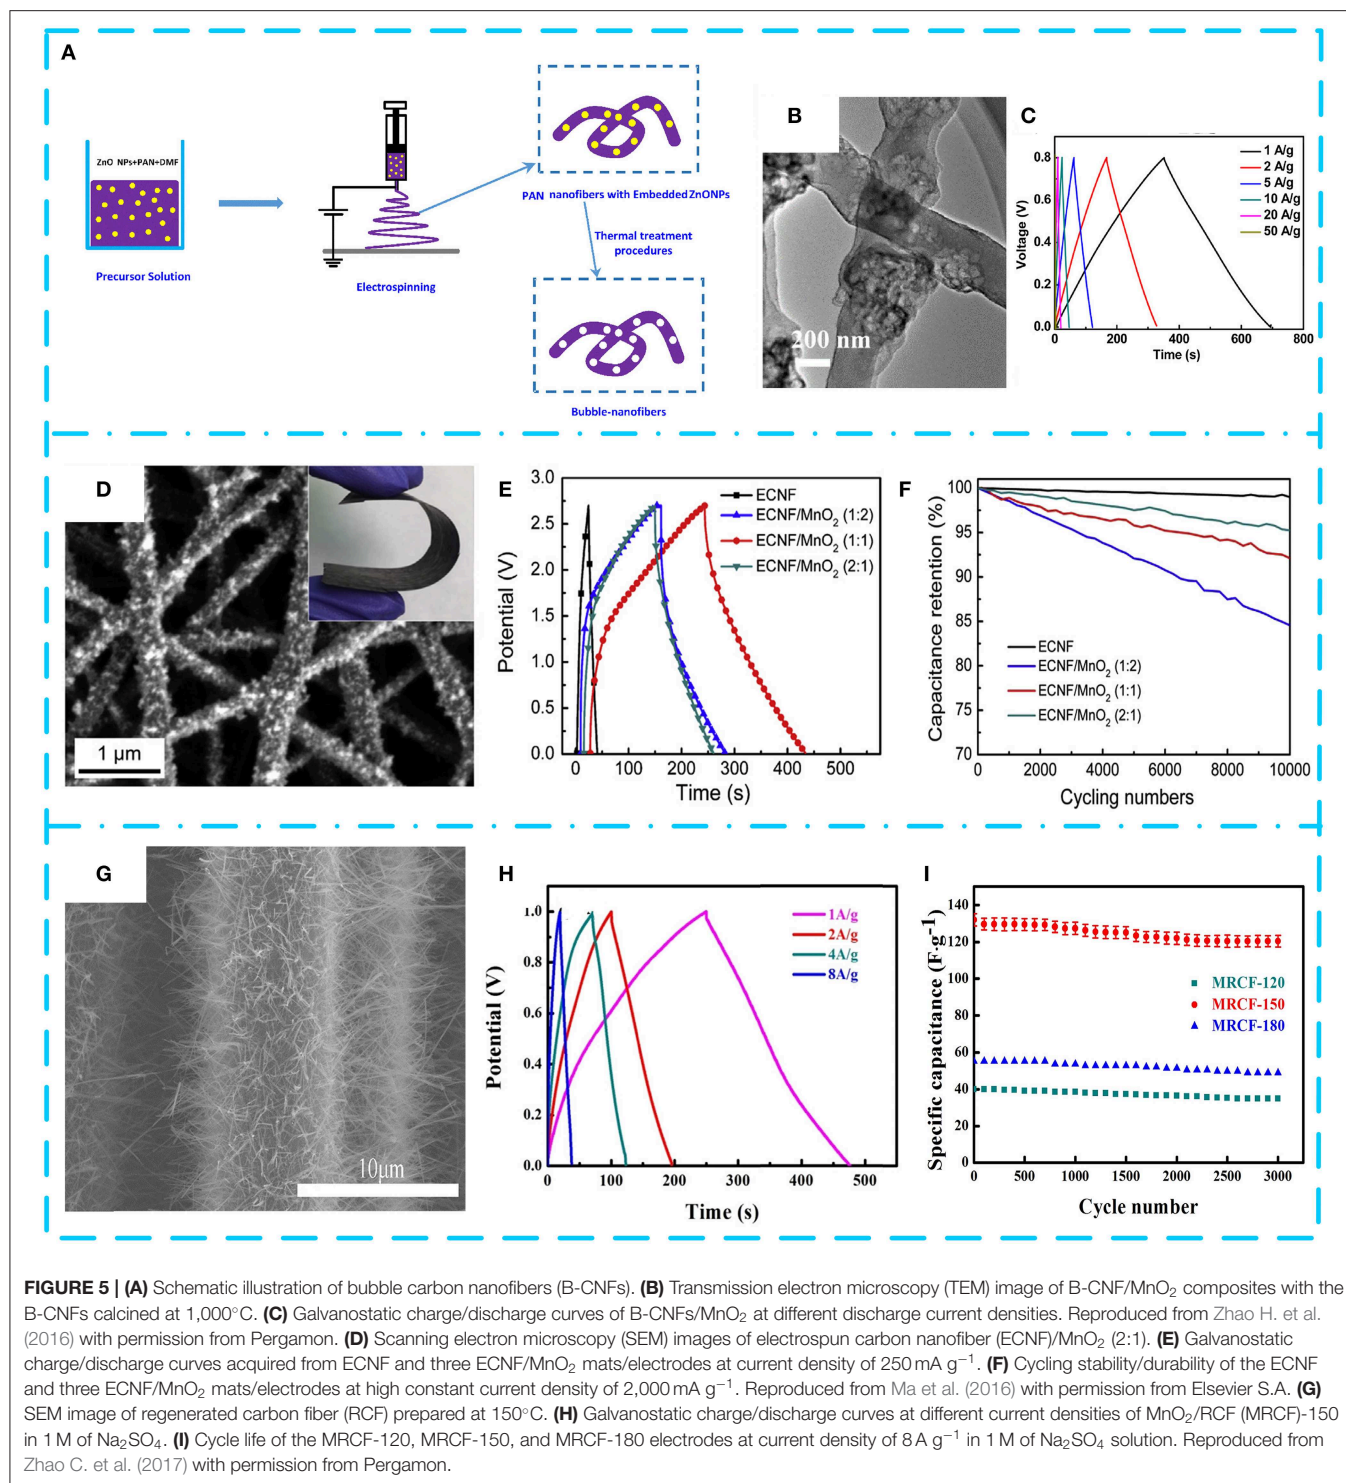 (A)
ZnO NPs+PAN+DMF
Precursor Solution
Electrospinning
PAN nanofibers with Embedded ZnONPs
Thermal treatment
procedures
Bubble-nanofibers
B
200 nm
C
1 A/g
2 A/g
5 A/g
10 A/g
20 A/g
50 A/g
Voltage (V)
0.8
0.6
0.4
0.2
0.0
0 200 400 600 800
Time (s)
D
1 µm
E
ECNF
ECNF/MnO₂ (1:2)
ECNF/MnO₂ (1:1)
ECNF/MnO₂ (2:1)
Potential (V)
3.0
2.5
2.0
1.5
1.0
0.5
0.0
0 100 200 300 400 500
Time (s)
F
Capacitance retention (%)
100
95
90
85
80
75
70
ECNF
ECNF/MnO₂ (1:2)
ECNF/MnO₂ (1:1)
ECNF/MnO₂ (2:1)
0 2000 4000 6000 8000 10000
Cycling numbers
G
10µm
H
1A/g
2A/g
4A/g
8A/g
Potential (V)
1.0
0.8
0.6
0.4
0.2
0.0
0 100 200 300 400 500
Time (s)
I
Specific capacitance (F·g⁻¹)
140
120
100
80
60
40
20
0
MRCF-120
MRCF-150
MRCF-180
0 500 1000 1500 2000 2500 3000
Cycle number
FIGURE 5 | (A) Schematic illustration of bubble carbon nanofibers (B-CNFs). (B) Transmission electron microscopy (TEM) image of B-CNF/MnO₂ composites with the
B-CNFs calcined at 1,000°C. (C) Galvanostatic charge/discharge curves of B-CNFs/MnO₂ at different discharge current densities. Reproduced from Zhao H. et al.
(2016) with permission from Pergamon. (D) Scanning electron microscopy (SEM) images of electrospun carbon nanofiber (ECNF)/MnO₂ (2:1). (E) Galvanostatic
charge/discharge curves acquired from ECNF and three ECNF/MnO₂ mats/electrodes at current density of 250 mA g⁻¹. (F) Cycling stability/durability of the ECNF
and three ECNF/MnO₂ mats/electrodes at high constant current density of 2,000 mA g⁻¹. Reproduced from Ma et al. (2016) with permission from Elsevier S.A. (G)
SEM image of regenerated carbon fiber (RCF) prepared at 150°C. (H) Galvanostatic charge/discharge curves at different current densities of MnO₂/RCF (MRCF)-150
in 1 M of Na₂SO₄. (I) Cycle life of the MRCF-120, MRCF-150, and MRCF-180 electrodes at current density of 8 A g⁻¹ in 1 M of Na₂SO₄ solution. Reproduced from
Zhao C. et al. (2017) with permission from Pergamon.